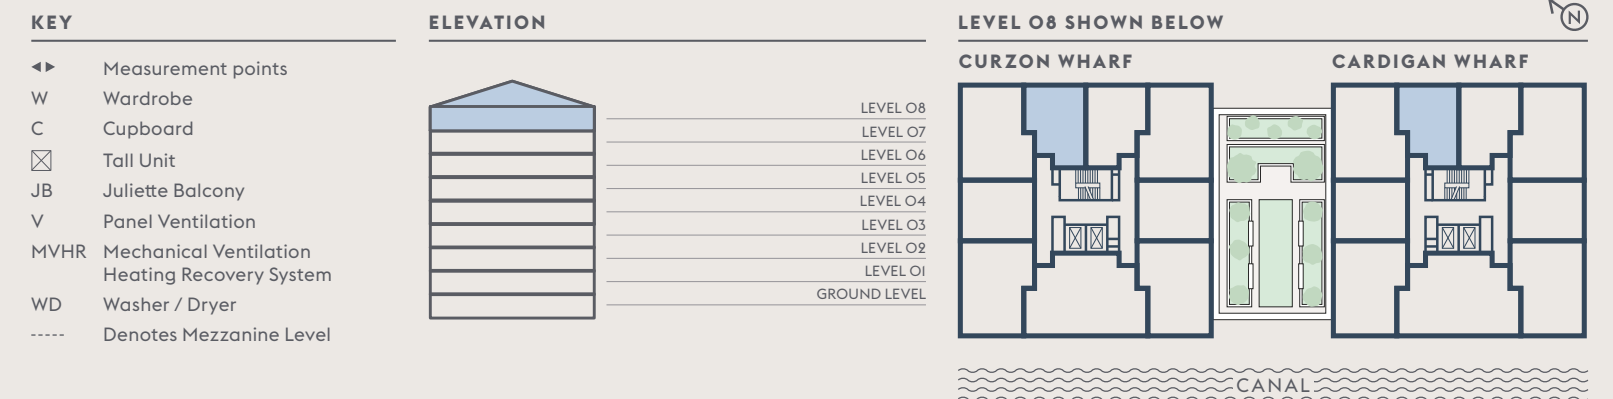 KEY
Measurement points
W Wardrobe
C Cupboard
Tall Unit
JB Juliette Balcony
V Panel Ventilation
MVHR Mechanical Ventilation
Heating Recovery System
WD Washer / Dryer
----- Denotes Mezzanine Level
ELEVATION
LEVEL 08
LEVEL 07
LEVEL 06
LEVEL 05
LEVEL 04
LEVEL 03
LEVEL 02
LEVEL 01
GROUND LEVEL
LEVEL 08 SHOWN BELOW
N
CURZON WHARF
CARDIGAN WHARF
CANAL